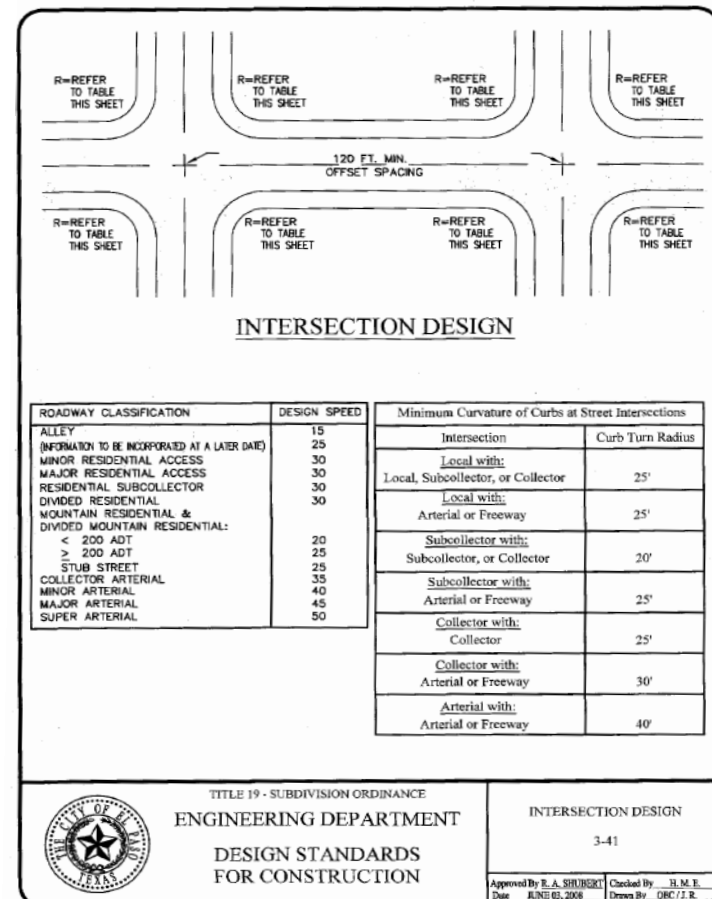 R=REFER
TO TABLE
THIS SHEET
R=REFER
TO TABLE
THIS SHEET
R=REFER
TO TABLE
THIS SHEET
R=REFER
TO TABLE
THIS SHEET
120 FT. MIN.
OFFSET SPACING
R=REFER
TO TABLE
THIS SHEET
R=REFER
TO TABLE
THIS SHEET
R=REFER
TO TABLE
THIS SHEET
R=REFER
TO TABLE
THIS SHEET
INTERSECTION DESIGN
ROADWAY CLASSIFICATION DESIGN SPEED
ALLEY 15
(INFORMATION TO BE INCORPORATED AT A LATER DATE) 25
MINOR RESIDENTIAL ACCESS 30
MAJOR RESIDENTIAL ACCESS 30
RESIDENTIAL SUBCOLLECTOR 30
DIVIDED RESIDENTIAL 30
MOUNTAIN RESIDENTIAL &
DIVIDED MOUNTAIN RESIDENTIAL:
< 200 ADT 20
≥ 200 ADT 25
STUB STREET 25
COLLECTOR ARTERIAL 35
MINOR ARTERIAL 40
MAJOR ARTERIAL 45
SUPER ARTERIAL 50
Minimum Curvature of Curbs at Street Intersections
Intersection Curb Turn Radius
Local with:
Local, Subcollector, or Collector 25'
Local with:
Arterial or Freeway 25'
Subcollector with:
Subcollector, or Collector 20'
Subcollector with:
Arterial or Freeway 25'
Collector with:
Collector 25'
Collector with:
Arterial or Freeway 30'
Arterial with:
Arterial or Freeway 40'
THE CITY OF EL PASO
TEXAS
TITLE 19 - SUBDIVISION ORDINANCE
ENGINEERING DEPARTMENT
DESIGN STANDARDS
FOR CONSTRUCTION
INTERSECTION DESIGN
3-41
Approved By R. A. SHUBERT Checked By H. M. E.
Date JUNE 03, 2008 Drawn By OBC / J. R.